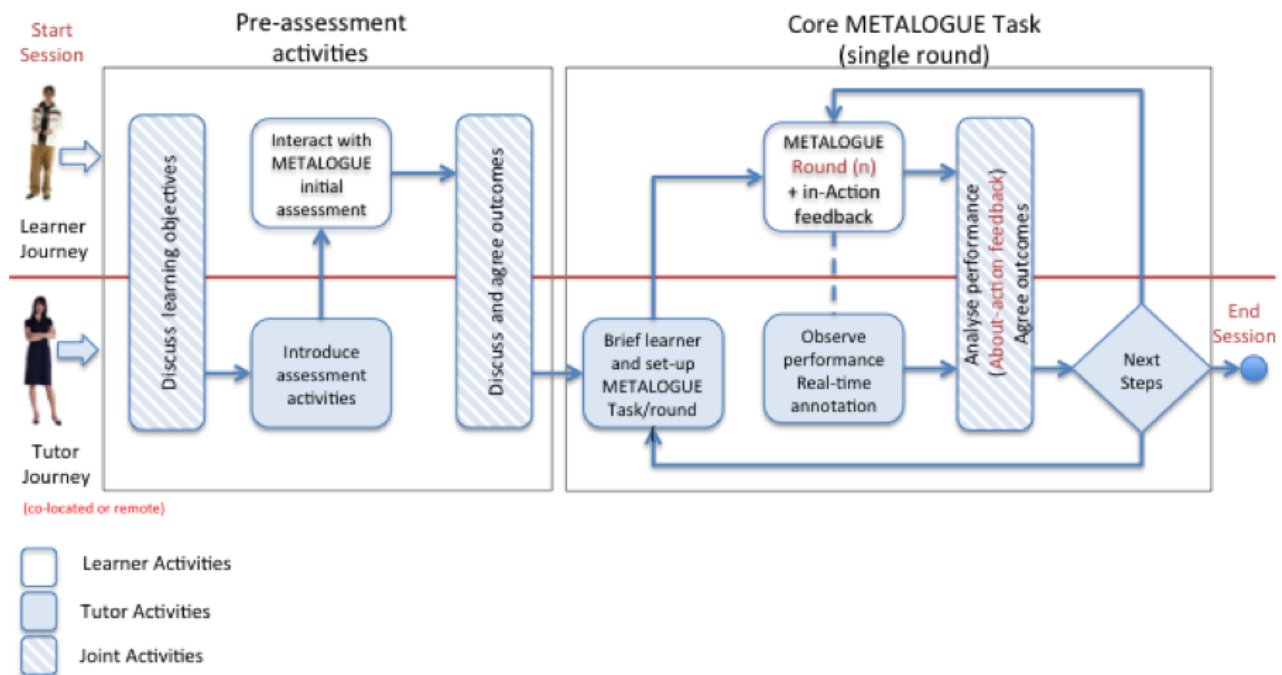 Start
Session
Pre-assessment
activities
Core METALOGUE Task
(single round)
Learner
Journey
Discuss learning objectives
Interact with
METALOGUE
initial
assessment
Introduce
assessment
activities
Discuss and agree outcomes
METALOGUE
Round (n)
+ in-Action
feedback
Brief learner
and set-up
METALOGUE
Task/round
Observe
performance
Real-time
annotation
Analyse performance
(About-action feedback)
Agree outcomes
Next
Steps
End
Session
Tutor
Journey
(co-located or remote)
Learner Activities
Tutor Activities
Joint Activities